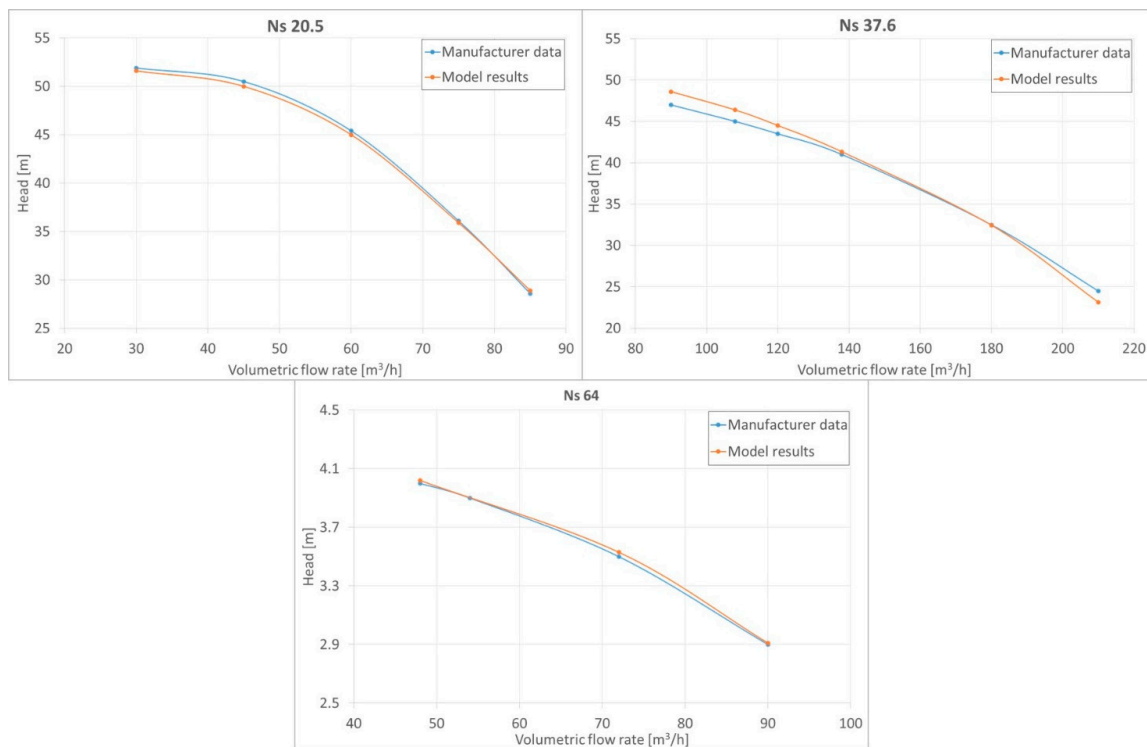 Ns 20.5
Manufacturer data
Model results
Head [m]
55
50
45
40
35
30
25
20 30 40 50 60 70 80 90
Volumetric flow rate [m³/h]
Ns 37.6
Manufacturer data
Model results
Head [m]
55
50
45
40
35
30
25
20
80 100 120 140 160 180 200 220
Volumetric flow rate [m³/h]
Ns 64
Manufacturer data
Model results
Head [m]
4.5
4.1
3.7
3.3
2.9
2.5
40 50 60 70 80 90 100
Volumetric flow rate [m³/h]